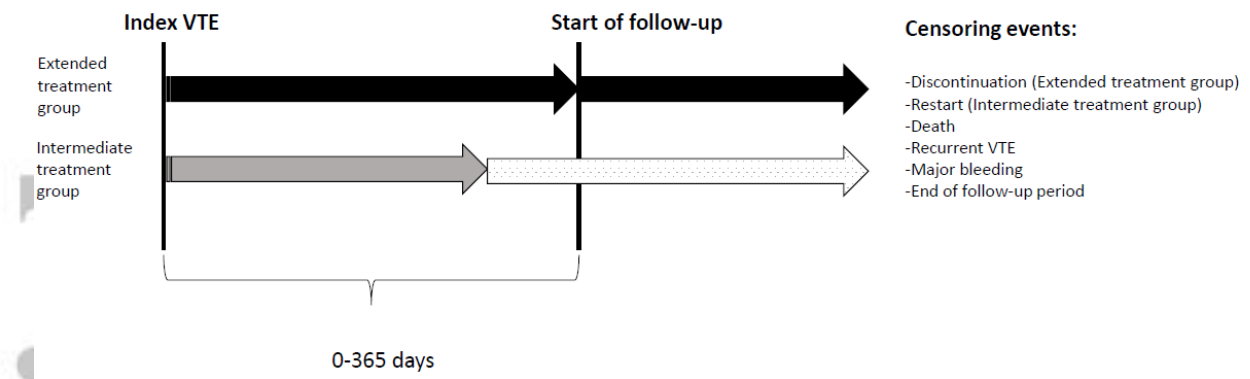 Index VTE
Start of follow-up
Censoring events:
Extended
treatment
group
Intermediate
treatment
group
-Discontinuation (Extended treatment group)
-Restart (Intermediate treatment group)
-Death
-Recurrent VTE
-Major bleeding
-End of follow-up period
0-365 days